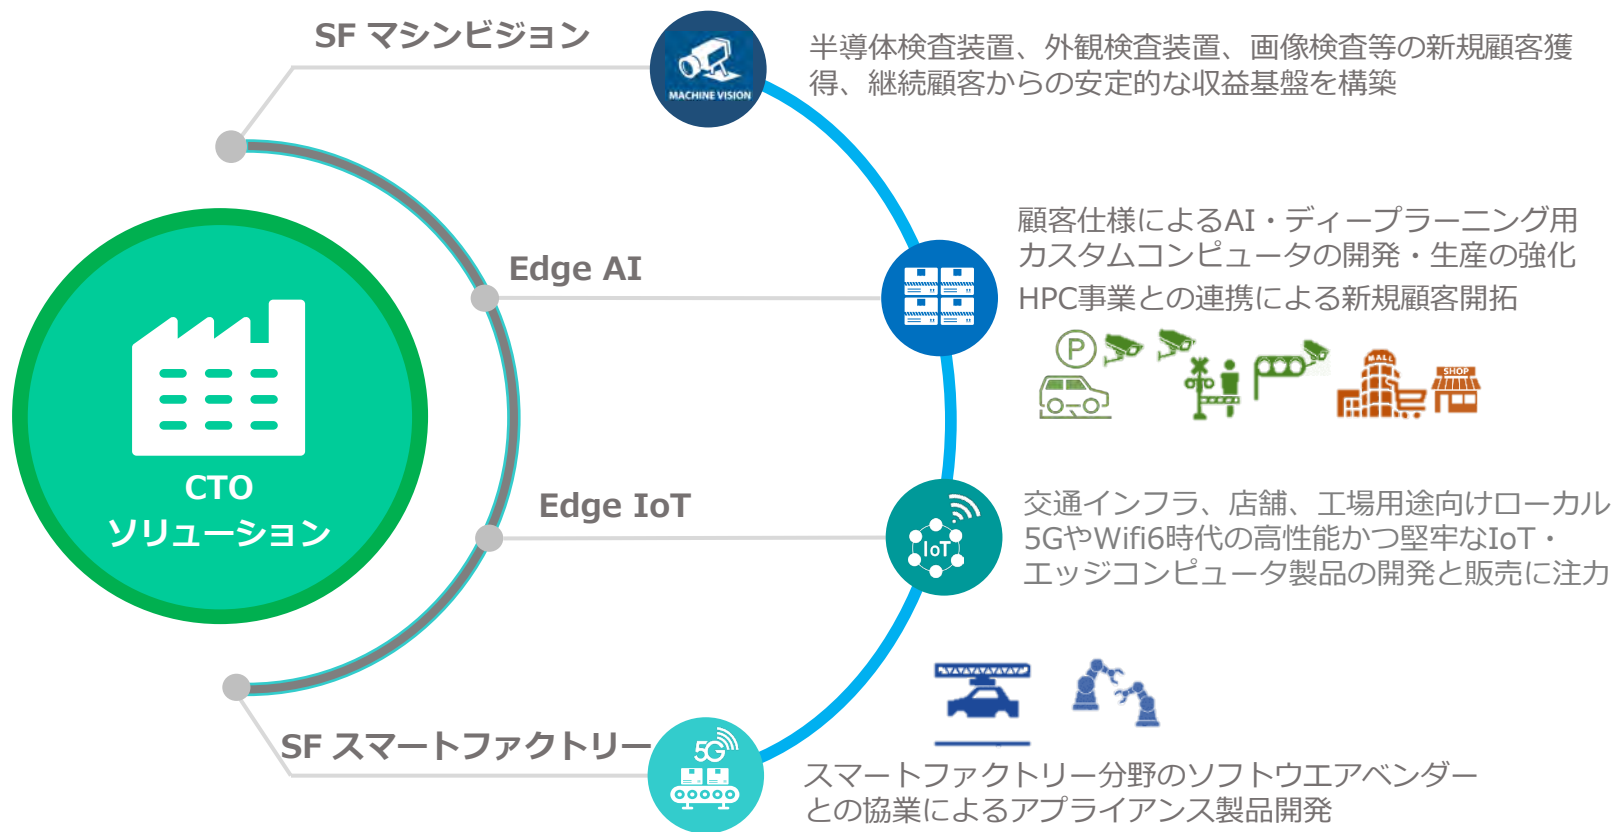 SF マシンビジョン
MACHINE VISION
半導体検査装置、外観検査装置、画像検査等の新規顧客獲
得、継続顧客からの安定的な収益基盤を構築
Edge AI
顧客仕様によるAI・ディープラーニング用
カスタムコンピュータの開発・生産の強化
HPC事業との連携による新規顧客開拓
P
MALL
SHOP
CTO
ソリューション
Edge IoT
IoT
交通インフラ、店舗、工場用途向けローカル
5GやWifi6時代の高性能かつ堅牢なIoT・
エッジコンピュータ製品の開発と販売に注力
SF スマートファクトリー
5G
スマートファクトリー分野のソフトウエアベンダー
との協業によるアプライアンス製品開発